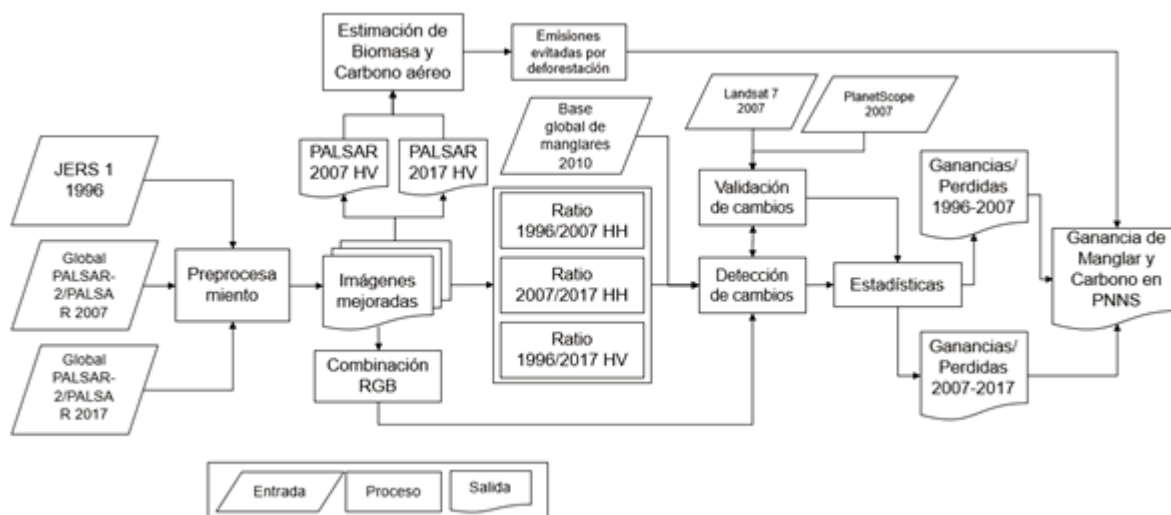 Estimación de
Biomasa y
Carbono aéreo
Emisiones
evitadas por
deforestación
JERS 1
1996
Global
PALSAR-
2/PALSA
R 2007
Global
PALSAR-
2/PALSA
R 2017
Preprocesa
miento
PALSAR
2007 HV
PALSAR
2017 HV
Imágenes
mejoradas
Combinación
RGB
Base
global de
manglares
2010
Ratio
1996/2007 HH
Ratio
2007/2017 HH
Ratio
1996/2017 HV
Landsat 7
2007
PlanetScope
2007
Validación
de cambios
Detección
de cambios
Estadísticas
Ganancias/
Perdidas
1996-2007
Ganancias/
Perdidas
2007-2017
Ganancia de
Manglar y
Carbono en
PNNS
Entrada
Proceso
Salida